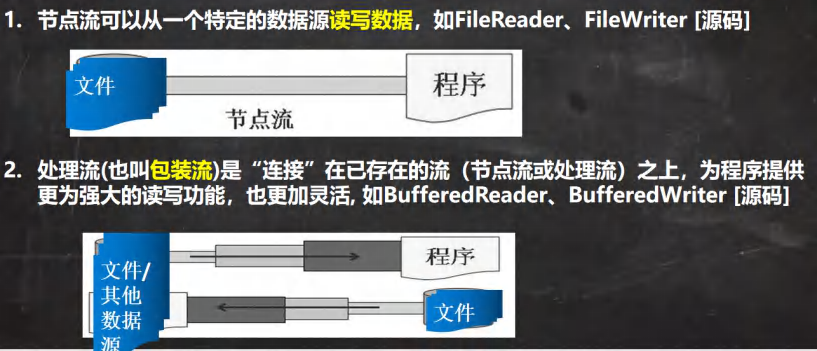 1. 节点流可以从一个特定的数据源读写数据，如FileReader、FileWriter [源码]
文件
程序
节点流
2. 处理流(也叫包装流)是“连接”在已存在的流（节点流或处理流）之上，为程序提供
更为强大的读写功能，也更加灵活, 如BufferedReader、BufferedWriter [源码]
文件/
其他
数据
源
程序
文件